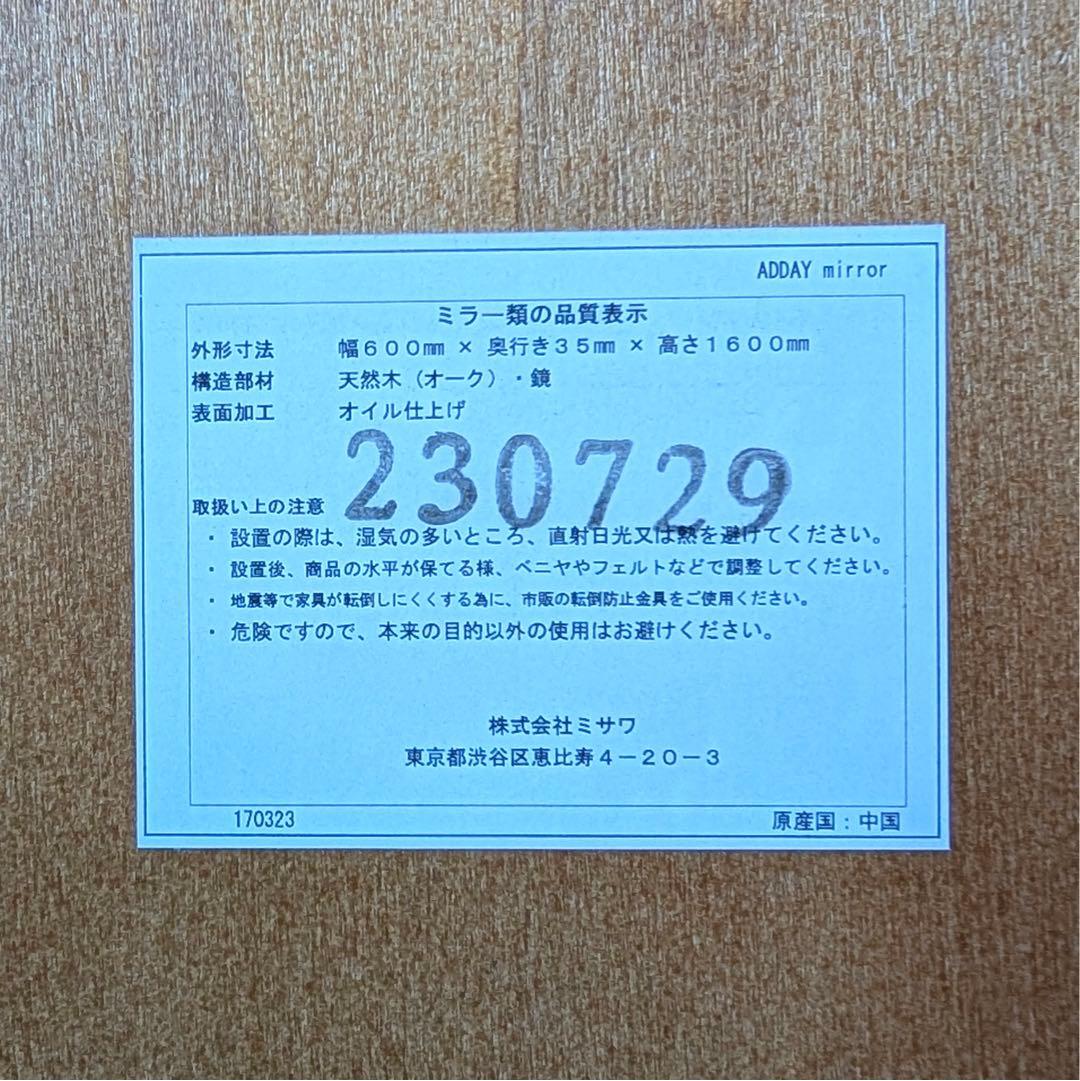 ADDAY mirror
ミラー類の品質表示
外形寸法 幅６００㎜ × 奥行き３５㎜ × 高さ１６００㎜
構造部材 天然木（オーク）・鏡
表面加工 オイル仕上げ
230729
取扱い上の注意
・ 設置の際は、湿気の多いところ、直射日光又は熱を避けてください。
・ 設置後、商品の水平が保てる様、ベニヤやフェルトなどで調整してください。
・ 地震等で家具が転倒しにくくする為に、市販の転倒防止金具をご使用ください。
・ 危険ですので、本来の目的以外の使用はお避けください。
株式会社ミサワ
東京都渋谷区恵比寿４－２０－３
170323 原産国：中国